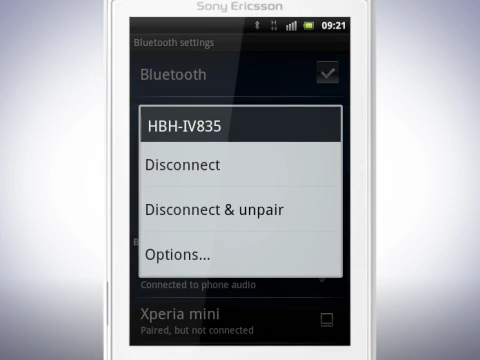 Sony Ericsson
09:21
Bluetooth settings
Bluetooth
HBH-IV835
Disconnect
Disconnect & unpair
Options...
Connected to phone audio
Xperia mini
Paired, but not connected